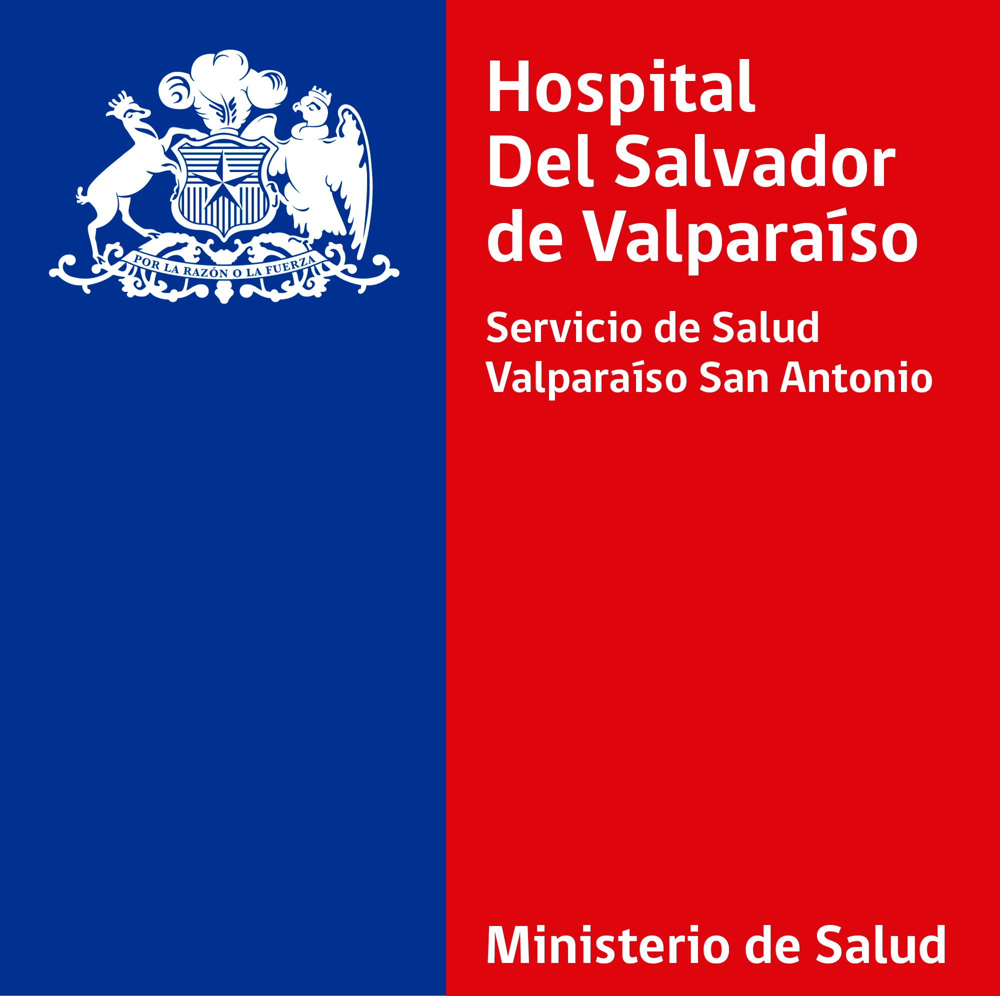 POR LA RAZÓN O LA FUERZA
Hospital
Del Salvador
de Valparaíso
Servicio de Salud
Valparaíso San Antonio
Ministerio de Salud